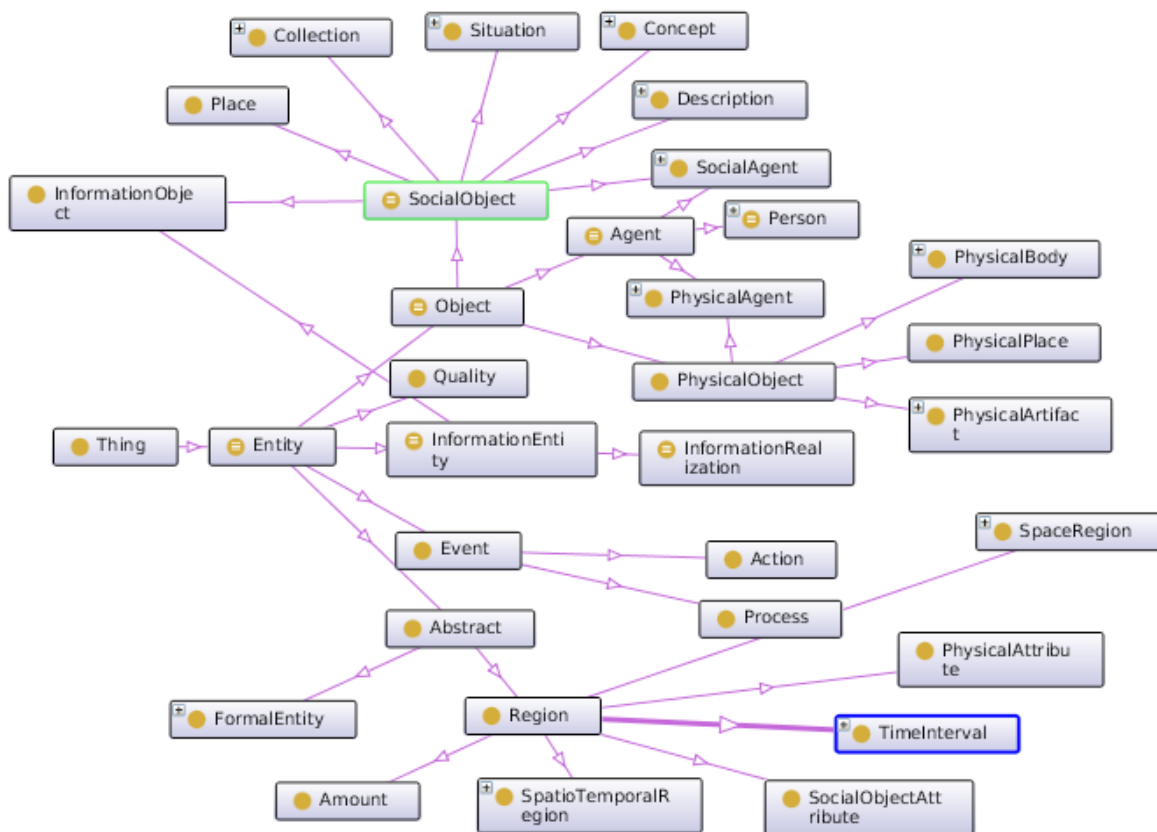 Collection
Situation
Concept
Place
Description
SocialAgent
InformationObje
ct
SocialObject
Person
Agent
PhysicalBody
PhysicalAgent
Object
PhysicalPlace
Quality
PhysicalObject
PhysicalArtifac
t
Thing
Entity
InformationEnti
ty
InformationReal
ization
SpaceRegion
Event
Action
Process
Abstract
PhysicalAttribu
te
FormalEntity
Region
TimeInterval
Amount
SpatioTemporalR
egion
SocialObjectAtt
ribute